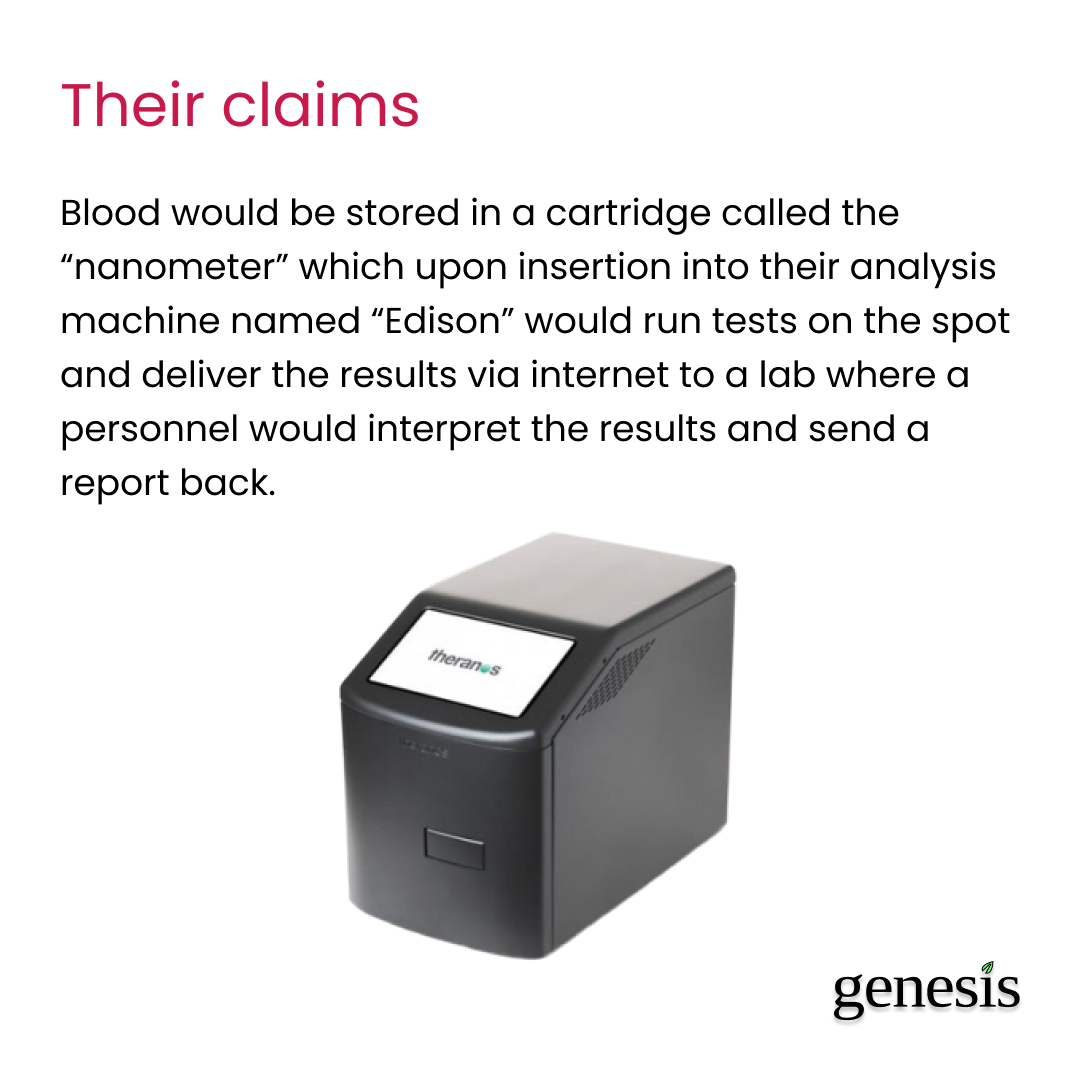 Their claims
Blood would be stored in a cartridge called the
“nanometer” which upon insertion into their analysis
machine named “Edison” would run tests on the spot
and deliver the results via internet to a lab where a
personnel would interpret the results and send a
report back.
theranos
genesis